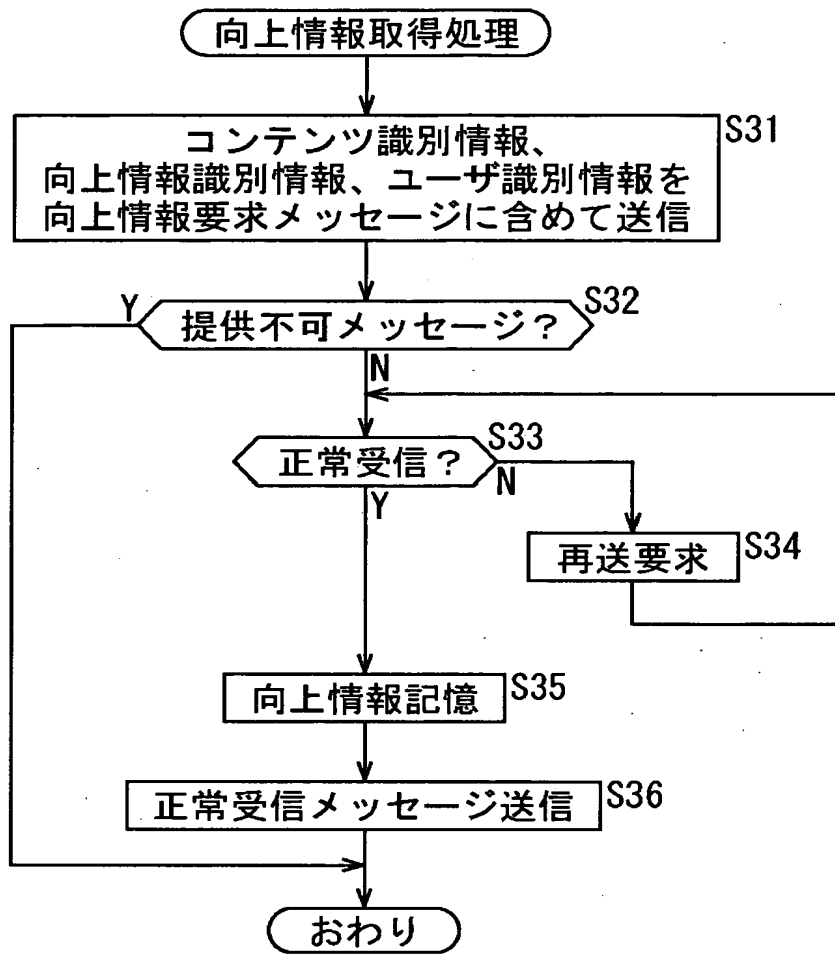 向上情報取得処理
S31
コンテンツ識別情報、
向上情報識別情報、ユーザ識別情報を
向上情報要求メッセージに含めて送信
S32
Y
提供不可メッセージ?
N
S33
正常受信?
N
Y
S34
再送要求
S35
向上情報記憶
S36
正常受信メッセージ送信
おわり